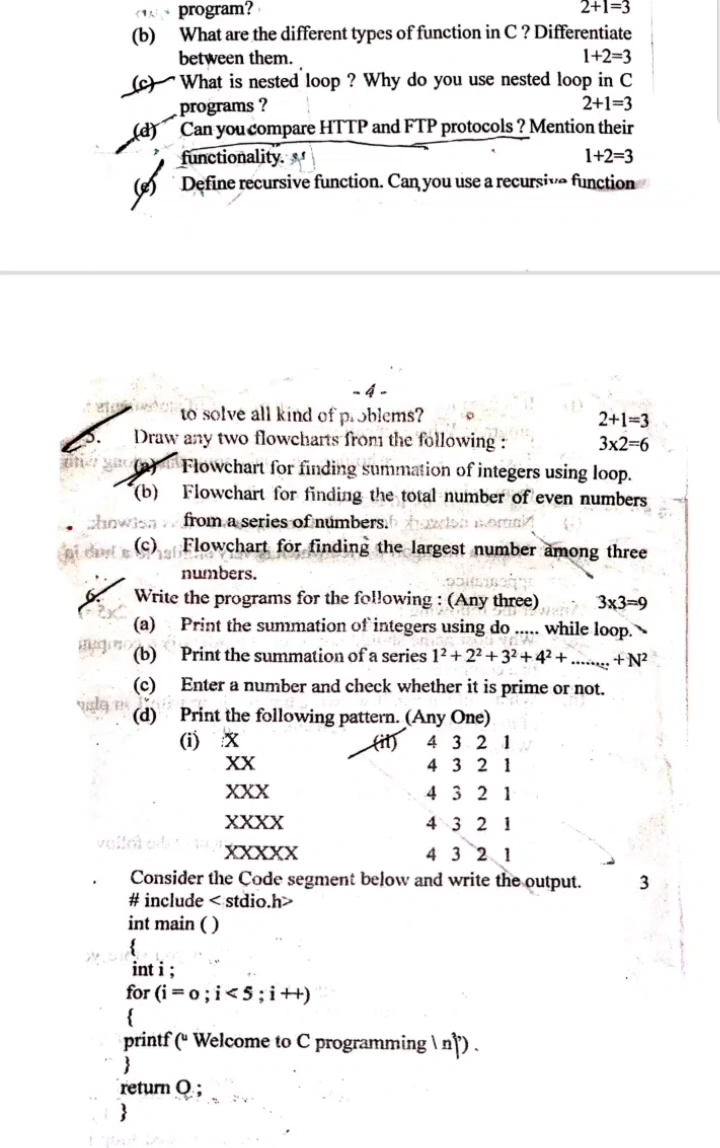 program? 2+1=3
(b) What are the different types of function in C ? Differentiate
between them. 1+2=3
(c) What is nested loop ? Why do you use nested loop in C
programs ? 2+1=3
(d) Can you compare HTTP and FTP protocols ? Mention their
functionality. 1+2=3
(e) Define recursive function. Can you use a recursive function
- 4 -
to solve all kind of problems? 2+1=3
5. Draw any two flowcharts from the following : 3x2=6
(a) Flowchart for finding summation of integers using loop.
(b) Flowchart for finding the total number of even numbers
from a series of numbers.
(c) Flowchart for finding the largest number among three
numbers.
6. Write the programs for the following : (Any three) 3x3=9
(a) Print the summation of integers using do ..... while loop.
(b) Print the summation of a series 1² + 2² + 3² + 4² + ........ + N²
(c) Enter a number and check whether it is prime or not.
(d) Print the following pattern. (Any One)
(i) X (ii) 4 3 2 1
XX 4 3 2 1
XXX 4 3 2 1
XXXX 4 3 2 1
XXXXX 4 3 2 1
Consider the Code segment below and write the output. 3
# include < stdio.h>
int main ( )
{
int i ;
for (i = o ; i < 5 ; i ++)
{
printf (" Welcome to C programming \ n") .
}
return O ;
}